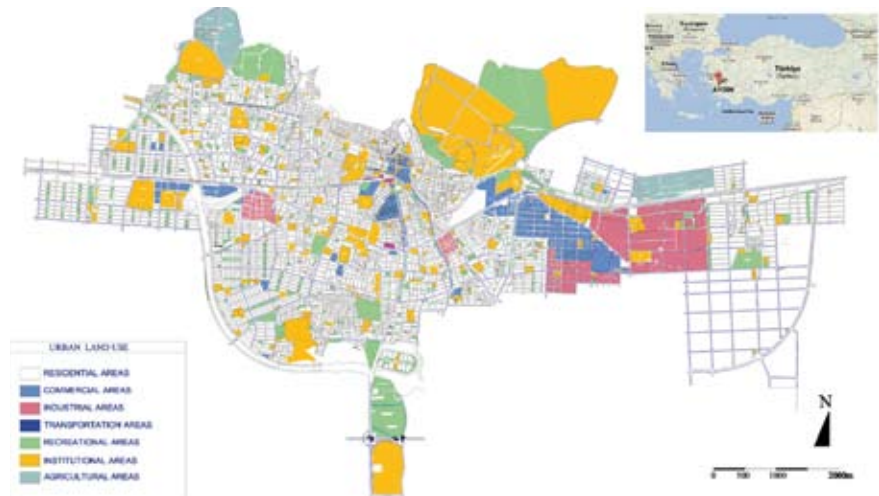 Türkiye
AYDIN
URBAN LAND-USE
RESIDENTIAL AREAS
COMMERCIAL AREAS
INDUSTRIAL AREAS
TRANSPORTATION AREAS
RECREATIONAL AREAS
INSTITUTIONAL AREAS
AGRICULTURAL AREAS
N
0 500 1000 2000m